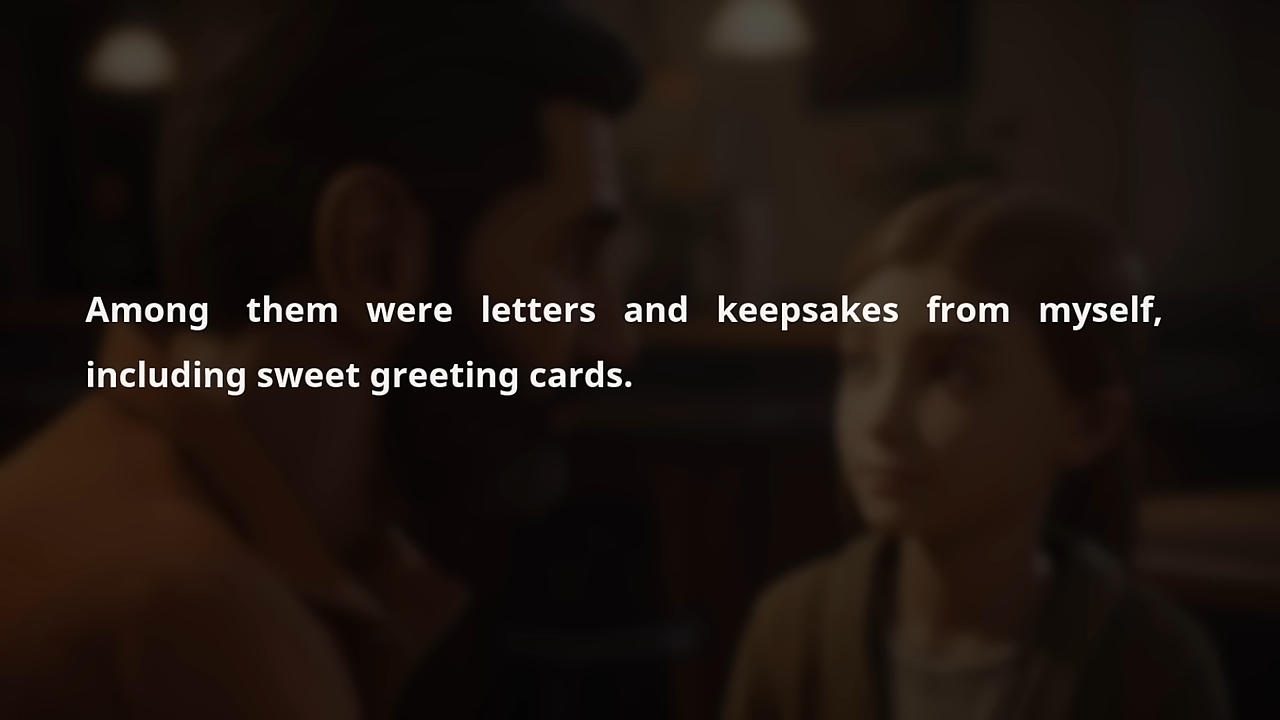 Among them were letters and keepsakes from myself,
including sweet greeting cards.